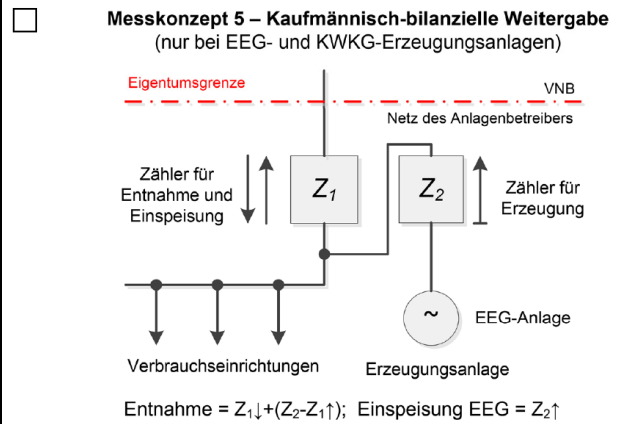 Messkonzept 5 – Kaufmännisch-bilanzielle Weitergabe
(nur bei EEG- und KWKG-Erzeugungsanlagen)
Eigentumsgrenze
VNB
Netz des Anlagenbetreibers
Zähler für
Entnahme und
Einspeisung
Z1
Z2
Zähler für
Erzeugung
~
EEG-Anlage
Verbrauchseinrichtungen
Erzeugungsanlage
Entnahme = Z1↓+(Z2-Z1↑); Einspeisung EEG = Z2↑